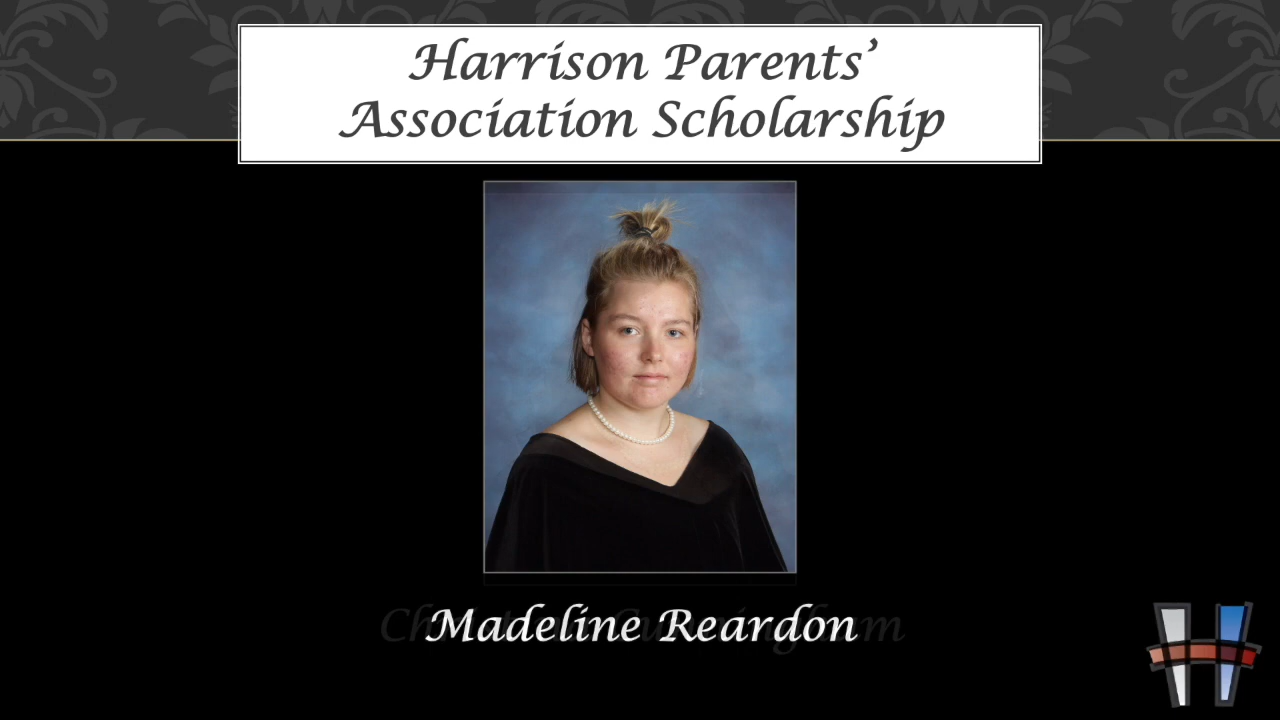 Harrison Parents’
Association Scholarship
Madeline Reardon